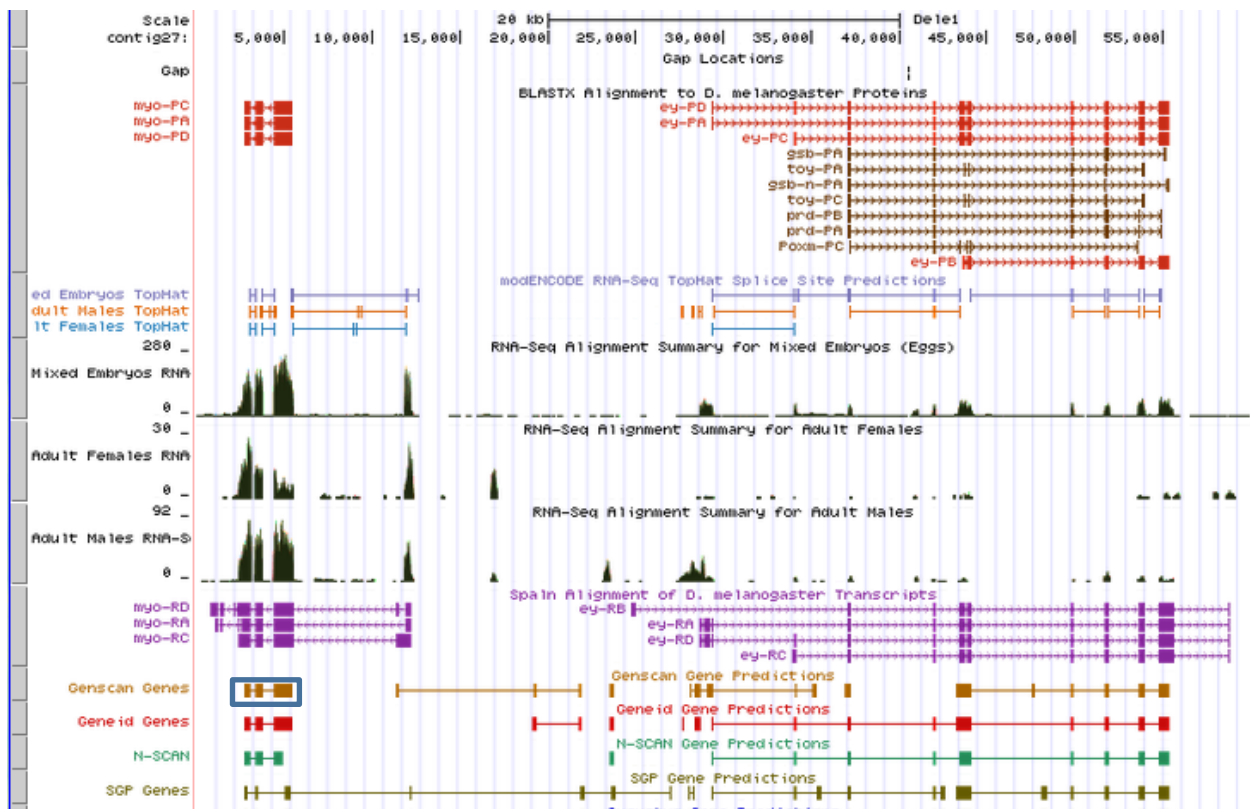 Scale 20 kb Dele1
contig27: 5,000 10,000 15,000 20,000 25,000 30,000 35,000 40,000 45,000 50,000 55,000
Gap Locations
Gap
BLASTX Alignment to D. melanogaster Proteins
myo-PC ey-PD
myo-PA ey-PA
myo-PD ey-PC
gsb-PA
toy-PA
gsb-n-PA
toy-PC
prd-PB
prd-PA
Poxm-PC
ey-PB
modENCODE RNA-Seq TopHat Splice Site Predictions
ed Embryos TopHat
dult Males TopHat
lt Females TopHat
280 _ RNA-Seq Alignment Summary for Mixed Embryos (Eggs)
Mixed Embryos RNA
0 _
30 _ RNA-Seq Alignment Summary for Adult Females
Adult Females RNA
0 _
92 _ RNA-Seq Alignment Summary for Adult Males
Adult Males RNA-S
0 _
Spaln Alignment of D. melanogaster Transcripts
myo-RD ey-RB
myo-RA ey-RA
myo-RC ey-RD
ey-RC
Genscan Gene Predictions
Genscan Genes
Geneid Gene Predictions
Geneid Genes
N-SCAN Gene Predictions
N-SCAN
SGP Gene Predictions
SGP Genes